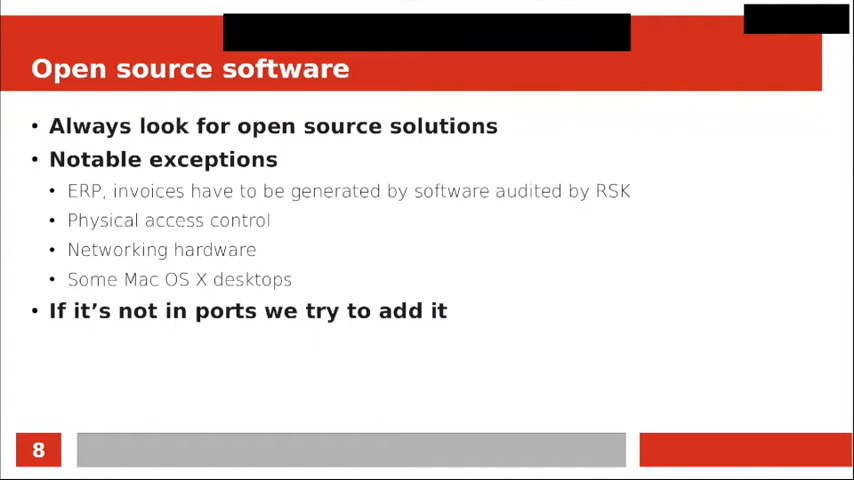 Open source software
• Always look for open source solutions
• Notable exceptions
• ERP, invoices have to be generated by software audited by RSK
• Physical access control
• Networking hardware
• Some Mac OS X desktops
• If it’s not in ports we try to add it
8